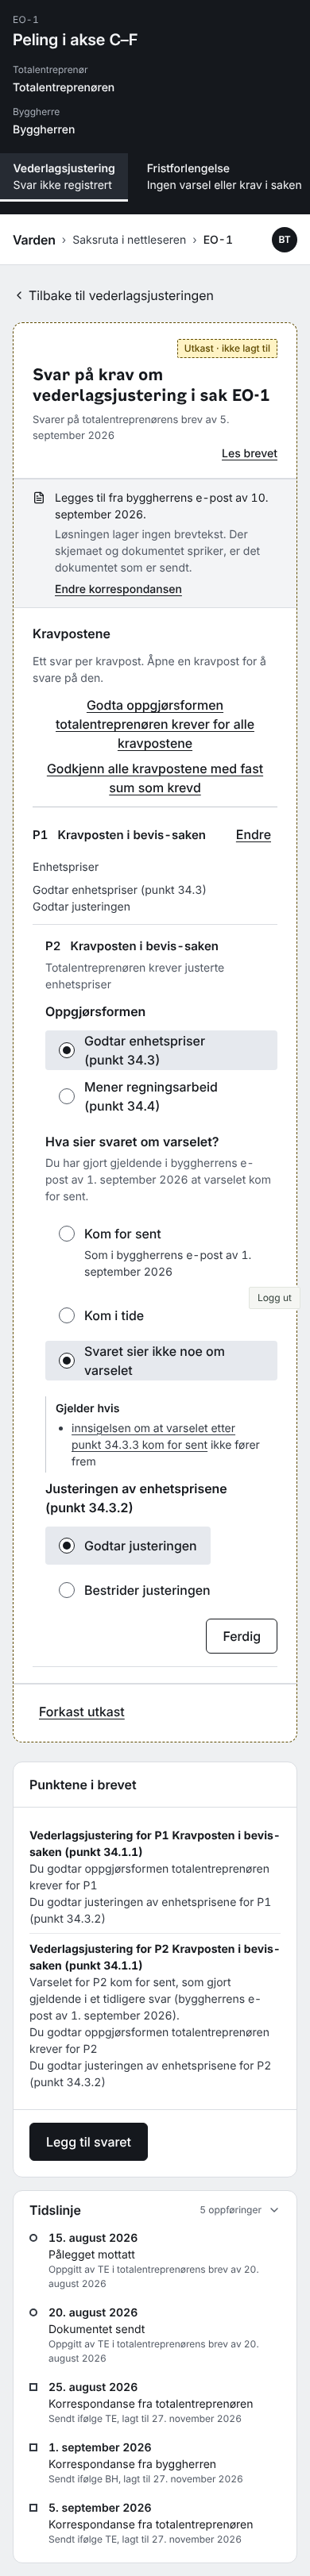 EO-1
Peling i akse C–F
Totalentreprenør
Totalentreprenøren
Byggherre
Byggherren
Vederlagsjustering
Svar ikke registrert
Fristforlengelse
Ingen varsel eller krav i saken
Varden › Saksruta i nettleseren › EO-1
BT
Tilbake til vederlagsjusteringen
Utkast · ikke lagt til
Svar på krav om
vederlagsjustering i sak EO-1
Svarer på totalentreprenørens brev av 5.
september 2026
Les brevet
Legges til fra byggherrens e-post av 10.
september 2026.
Løsningen lager ingen brevtekst. Der
skjemaet og dokumentet spriker, er det
dokumentet som er sendt.
Endre korrespondansen
Kravpostene
Ett svar per kravpost. Åpne en kravpost for å
svare på den.
Godta oppgjørsformen
totalentreprenøren krever for alle
kravpostene
Godkjenn alle kravpostene med fast
sum som krevd
P1 Kravposten i bevis-saken
Endre
Enhetspriser
Godtar enhetspriser (punkt 34.3)
Godtar justeringen
P2 Kravposten i bevis-saken
Totalentreprenøren krever justerte
enhetspriser
Oppgjørsformen
Godtar enhetspriser
(punkt 34.3)
Mener regningsarbeid
(punkt 34.4)
Hva sier svaret om varselet?
Du har gjort gjeldende i byggherrens e-
post av 1. september 2026 at varselet kom
for sent.
Kom for sent
Som i byggherrens e-post av 1.
september 2026
Logg ut
Kom i tide
Svaret sier ikke noe om
varselet
Gjelder hvis
• innsigelsen om at varselet etter
punkt 34.3.3 kom for sent ikke fører
frem
Justeringen av enhetsprisene
(punkt 34.3.2)
Godtar justeringen
Bestrider justeringen
Ferdig
Forkast utkast
Punktene i brevet
Vederlagsjustering for P1 Kravposten i bevis-
saken (punkt 34.1.1)
Du godtar oppgjørsformen totalentreprenøren
krever for P1
Du godtar justeringen av enhetsprisene for P1
(punkt 34.3.2)
Vederlagsjustering for P2 Kravposten i bevis-
saken (punkt 34.1.1)
Varselet for P2 kom for sent, som gjort
gjeldende i et tidligere svar (byggherrens e-
post av 1. september 2026).
Du godtar oppgjørsformen totalentreprenøren
krever for P2
Du godtar justeringen av enhetsprisene for P2
(punkt 34.3.2)
Legg til svaret
Tidslinje
5 oppføringer
15. august 2026
Pålegget mottatt
Oppgitt av TE i totalentreprenørens brev av 20.
august 2026
20. august 2026
Dokumentet sendt
Oppgitt av TE i totalentreprenørens brev av 20.
august 2026
25. august 2026
Korrespondanse fra totalentreprenøren
Sendt ifølge TE, lagt til 27. november 2026
1. september 2026
Korrespondanse fra byggherren
Sendt ifølge BH, lagt til 27. november 2026
5. september 2026
Korrespondanse fra totalentreprenøren
Sendt ifølge TE, lagt til 27. november 2026